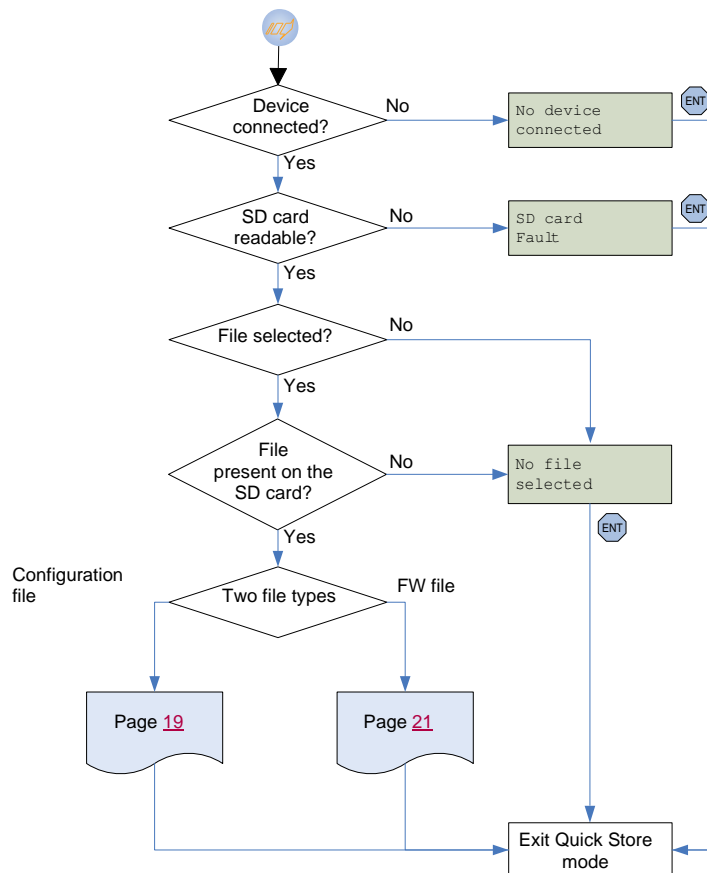 Device
connected?
No
No device
connected
ENT
Yes
SD card
readable?
No
SD card
Fault
ENT
Yes
File selected?
No
Yes
File
present on the
SD card?
No
No file
selected
ENT
Yes
Configuration
file
Two file types
FW file
Page 19
Page 21
Exit Quick Store
mode